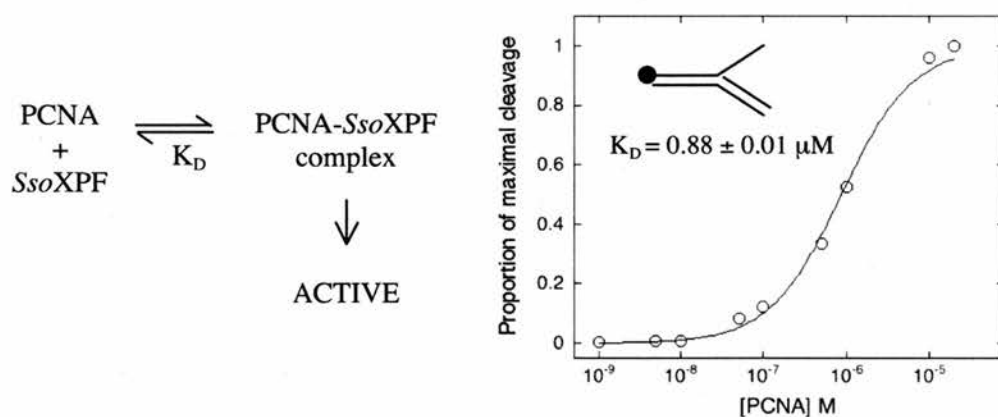 PCNA
+
SsoXPF
K_D
PCNA-SsoXPF
complex
ACTIVE
Proportion of maximal cleavage
1
0.8
0.6
0.4
0.2
0
K_D = 0.88 ± 0.01 μM
10⁻⁹
10⁻⁸
10⁻⁷
10⁻⁶
10⁻⁵
[PCNA] M